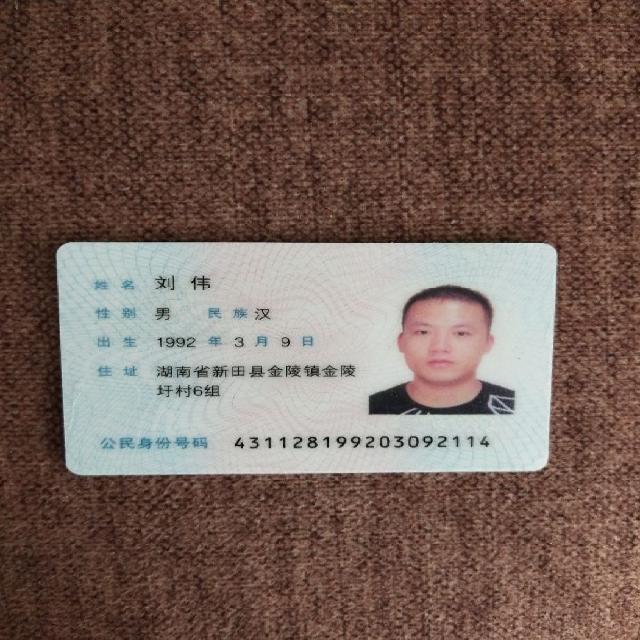 姓名 刘伟
性别 男 民族 汉
出生 1992 年 3 月 9 日
住址 湖南省新田县金陵镇金陵
圩村6组
公民身份号码 431128199203092114